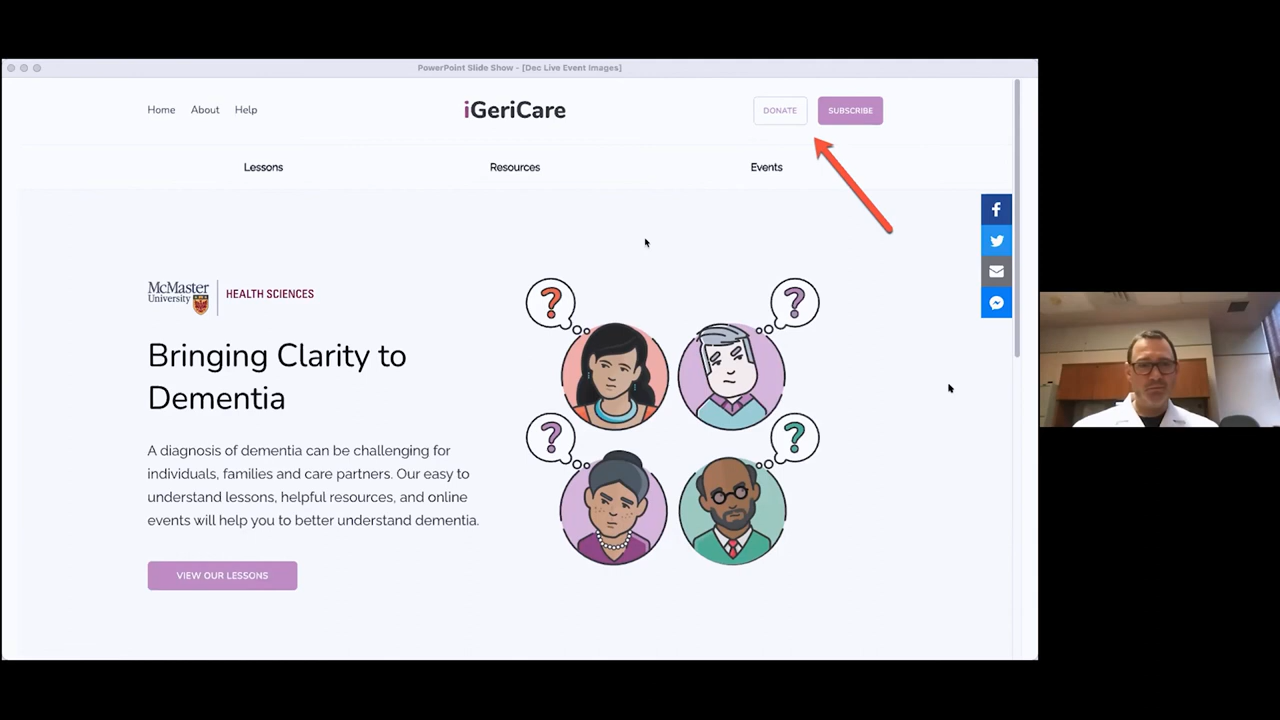 PowerPoint Slide Show - [Dec Live Event Images]
Home About Help iGeriCare DONATE SUBSCRIBE
Lessons Resources Events
McMaster
University
HEALTH SCIENCES
Bringing Clarity to
Dementia
A diagnosis of dementia can be challenging for
individuals, families and care partners. Our easy to
understand lessons, helpful resources, and online
events will help you to better understand dementia.
VIEW OUR LESSONS
? ?
? ?